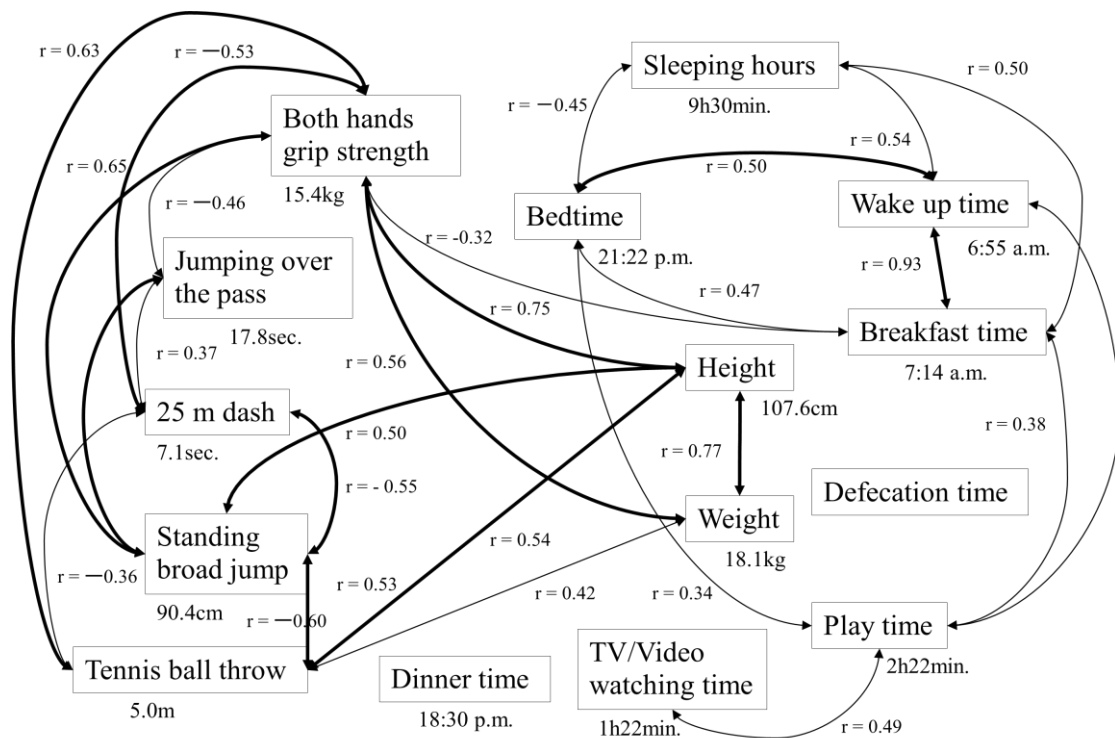 r = 0.63
r = —0.53
Sleeping hours
r = 0.50
9h30min.
r = —0.45
Both hands
grip strength
r = 0.54
r = 0.50
r = 0.65
15.4kg
r = —0.46
Bedtime
Wake up time
r = -0.32
21:22 p.m.
6:55 a.m.
Jumping over
the pass
r = 0.93
r = 0.47
r = 0.75
17.8sec.
Breakfast time
r = 0.37
r = 0.56
Height
7:14 a.m.
25 m dash
107.6cm
r = 0.38
7.1sec.
r = 0.50
r = 0.77
r = - 0.55
Defecation time
Standing
broad jump
Weight
r = 0.54
18.1kg
r = —0.36
90.4cm
r = 0.53
r = 0.42
r = 0.34
r = —0.60
Play time
Tennis ball throw
Dinner time
TV/Video
watching time
2h22min.
5.0m
18:30 p.m.
1h22min.
r = 0.49